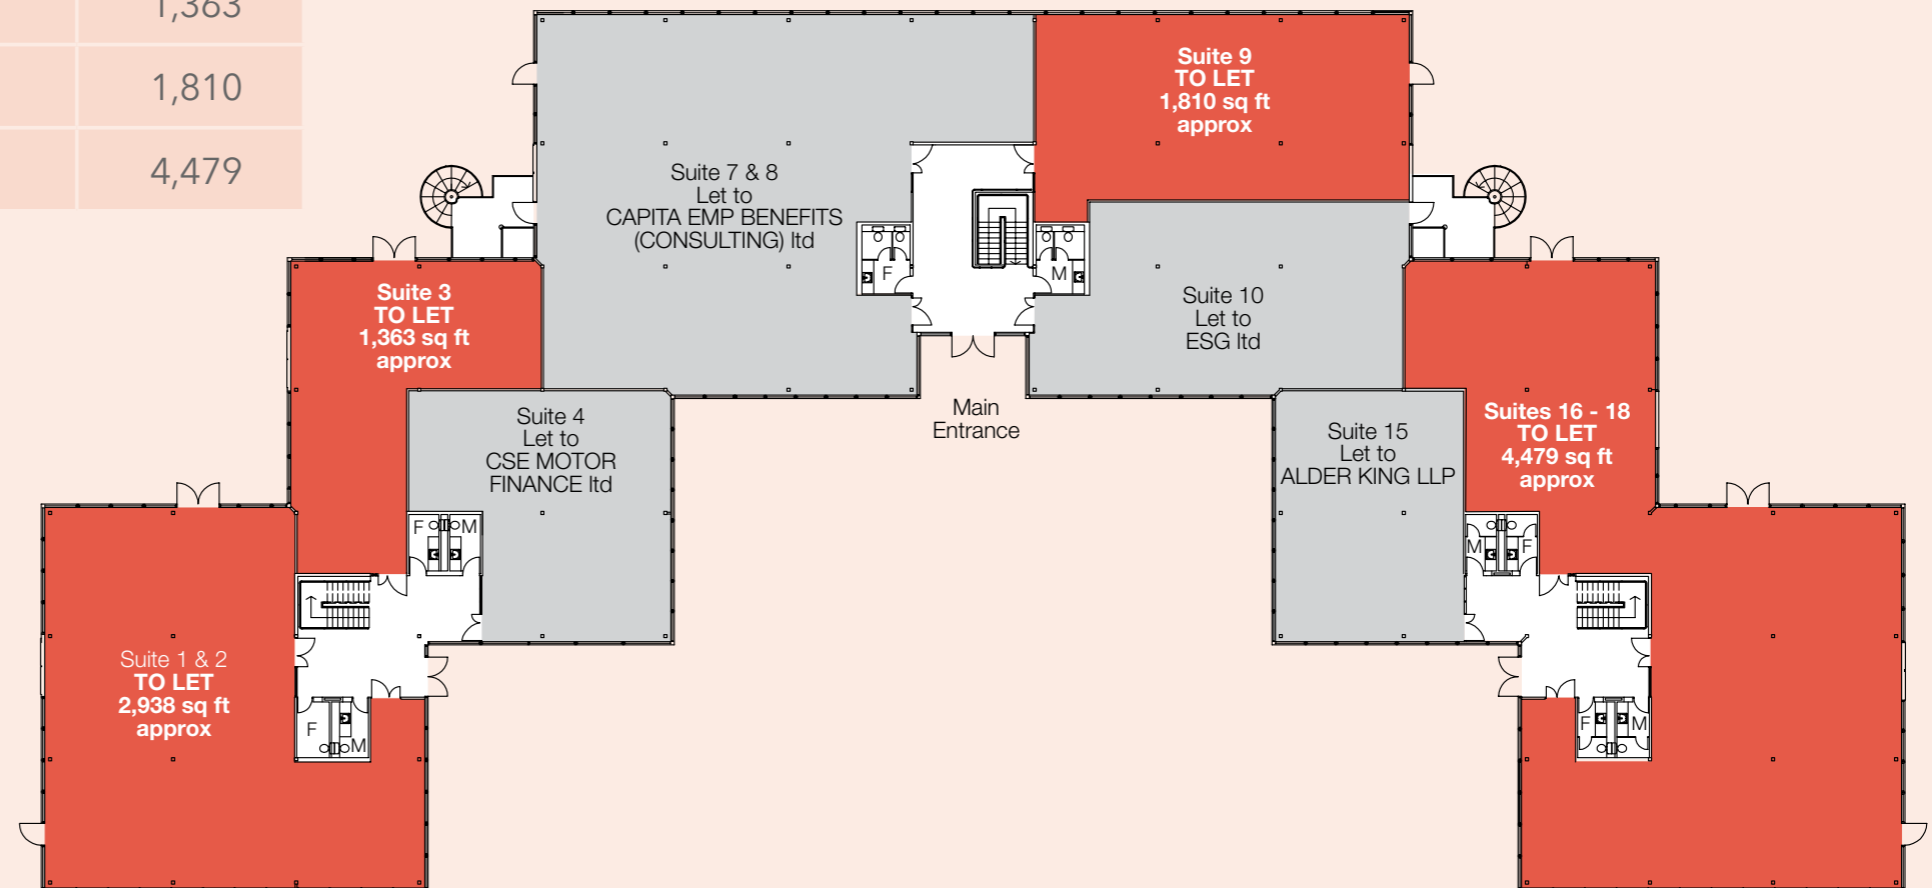 1,363
1,810
4,479
Suite 9
TO LET
1,810 sq ft
approx
Suite 7 & 8
Let to
CAPITA EMP BENEFITS
(CONSULTING) ltd
F
M
Suite 3
TO LET
1,363 sq ft
approx
Suite 10
Let to
ESG ltd
Main
Entrance
Suite 4
Let to
CSE MOTOR
FINANCE ltd
Suite 15
Let to
ALDER KING LLP
Suites 16 - 18
TO LET
4,479 sq ft
approx
F
M
M
F
Suite 1 & 2
TO LET
2,938 sq ft
approx
F
M
F
M